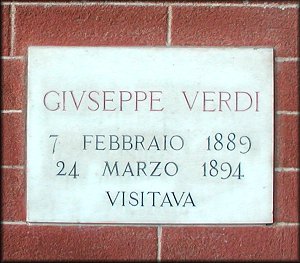 GIVSEPPE VERDI
7 FEBBRAIO 1889
24 MARZO 1894
VISITAVA